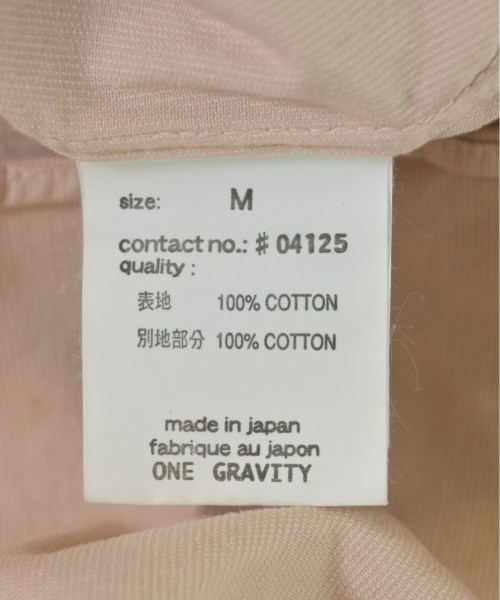 size: M
contact no.: ♯ 04125
quality :
表地 100% COTTON
別地部分 100% COTTON
made in japan
fabrique au japon
ONE GRAVITY